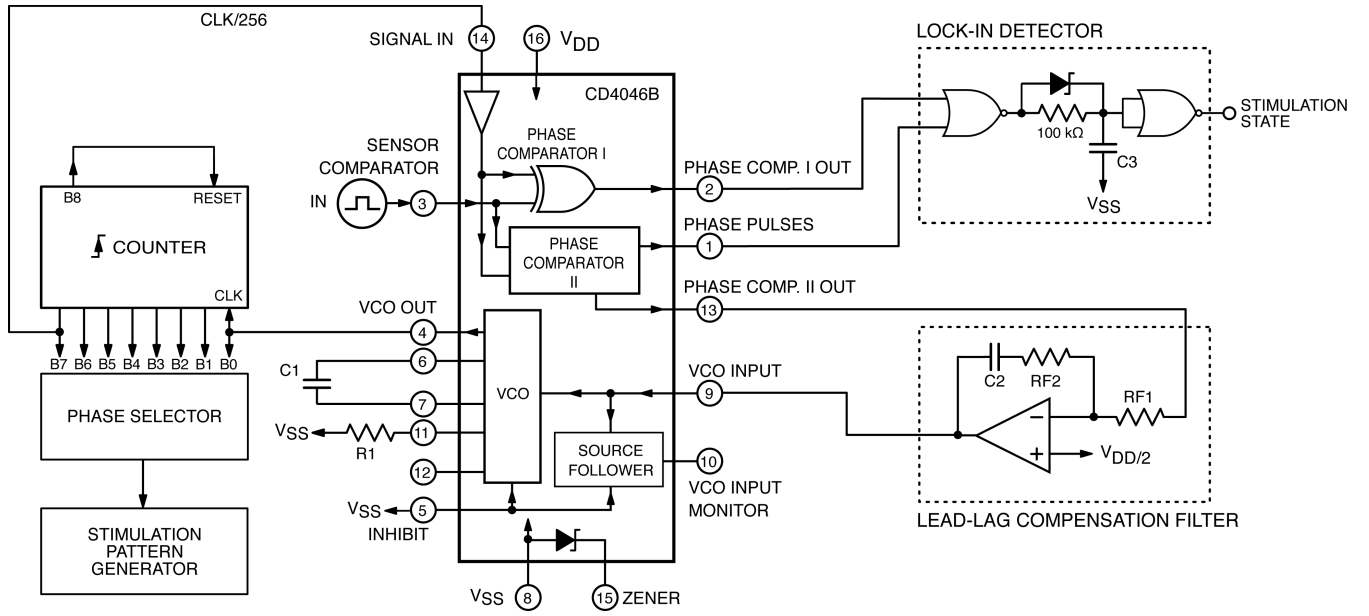 CLK/256
SIGNAL IN
14
16
VDD
CD4046B
LOCK-IN DETECTOR
100 kΩ
C3
VSS
STIMULATION
STATE
SENSOR
COMPARATOR
IN
3
PHASE
COMPARATOR I
PHASE COMP. I OUT
2
PHASE PULSES
1
PHASE
COMPARATOR
II
PHASE COMP. II OUT
13
B8
RESET
COUNTER
CLK
B7
B6
B5
B4
B3
B2
B1
B0
PHASE SELECTOR
STIMULATION
PATTERN
GENERATOR
VCO OUT
4
6
C1
7
VSS
R1
11
12
VSS
5
INHIBIT
VCO
VCO INPUT
9
SOURCE
FOLLOWER
10
VCO INPUT
MONITOR
VSS
8
15
ZENER
C2
RF2
RF1
−
+
VDD/2
LEAD-LAG COMPENSATION FILTER